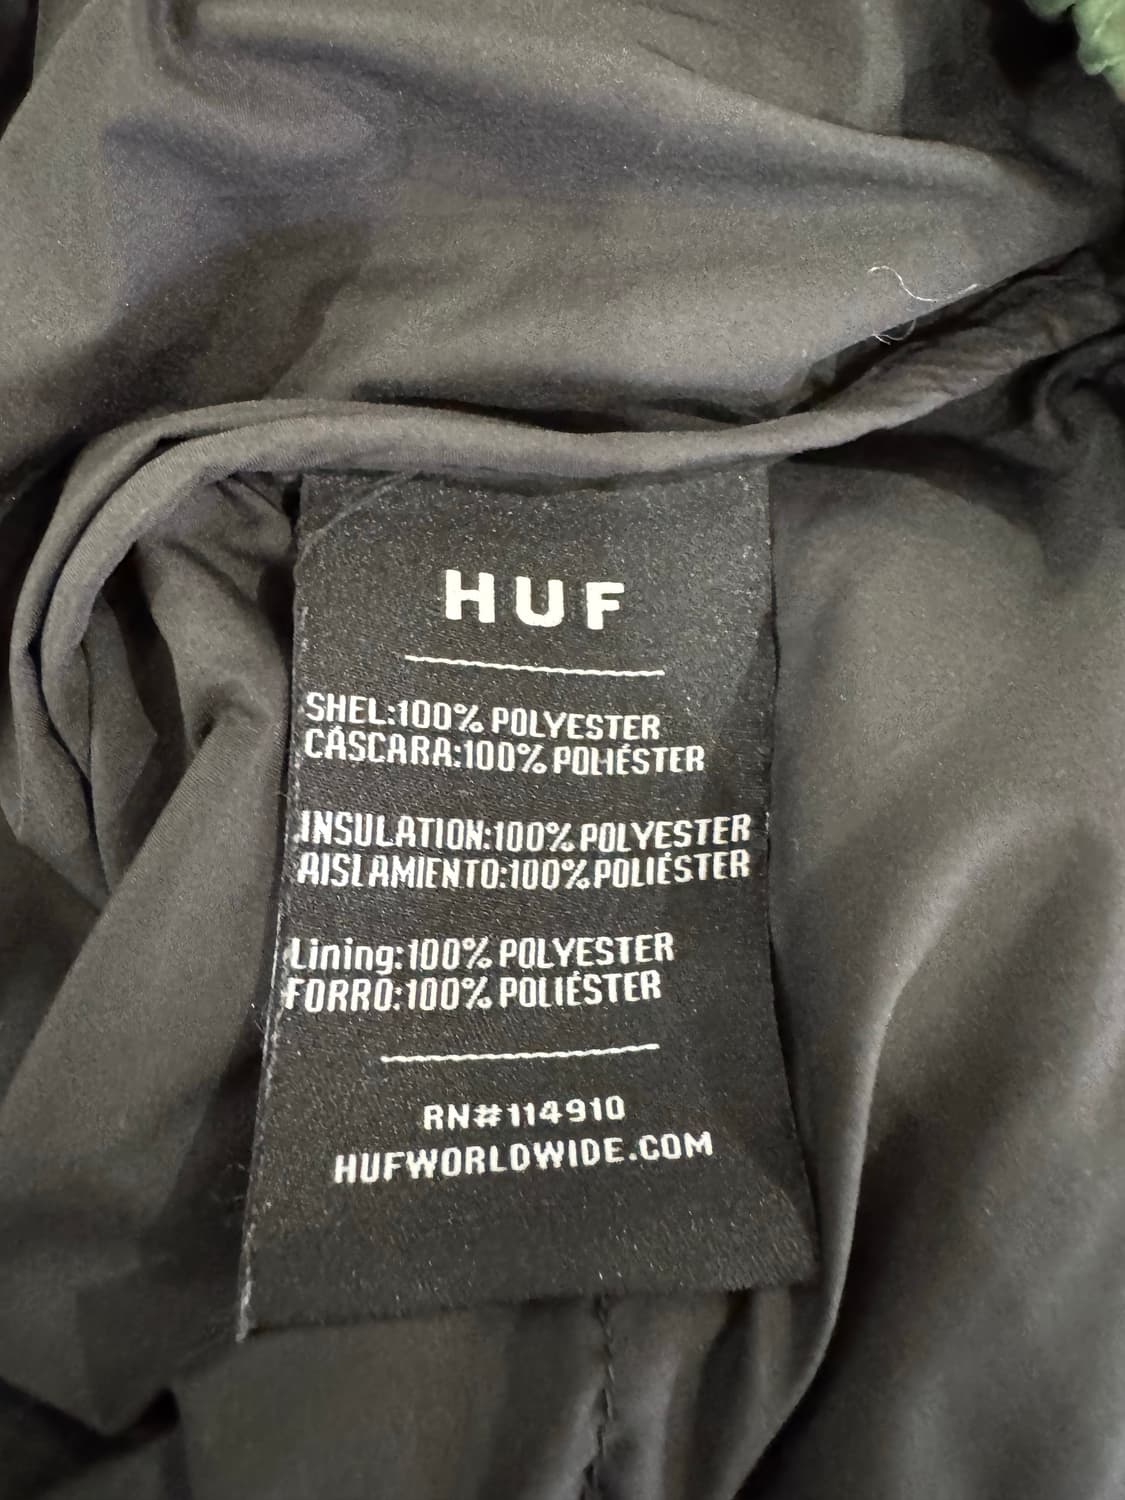 HUF
SHEL:100% POLYESTER
CÁSCARA:100% POLIÉSTER
INSULATION:100% POLYESTER
AISLAMIENTO:100% POLIÉSTER
Lining:100% POLYESTER
FORRO:100% POLIÉSTER
RN#114910
HUFWORLDWIDE.COM